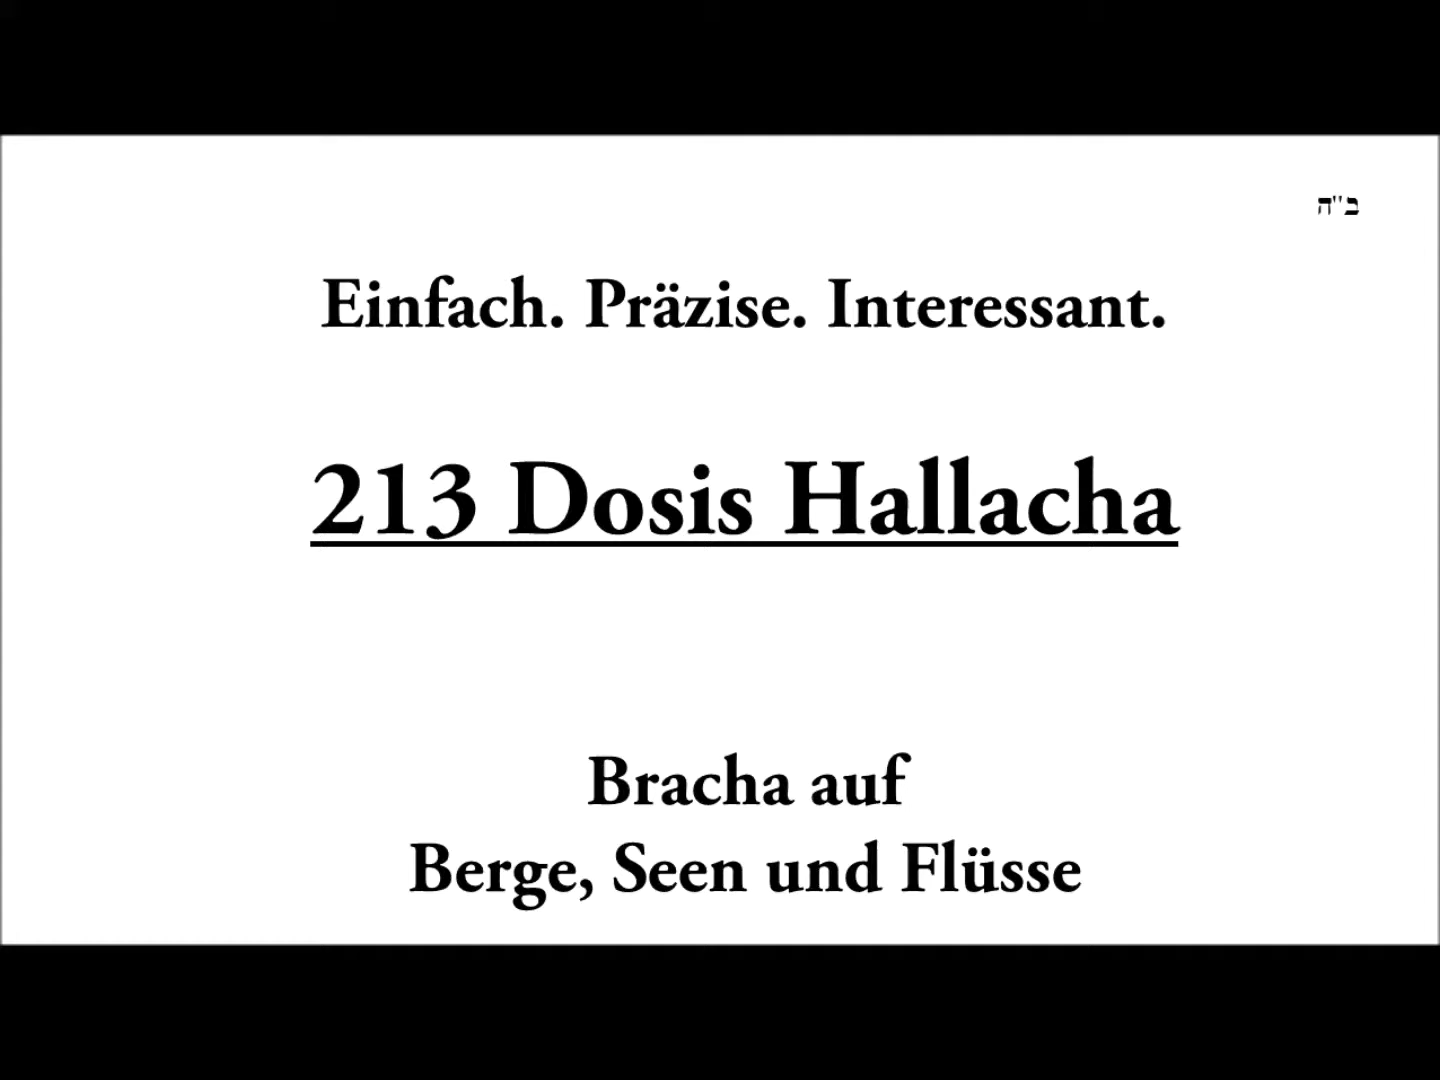 ב"ה
Einfach. Präzise. Interessant.
213 Dosis Hallacha
Bracha auf
Berge, Seen und Flüsse